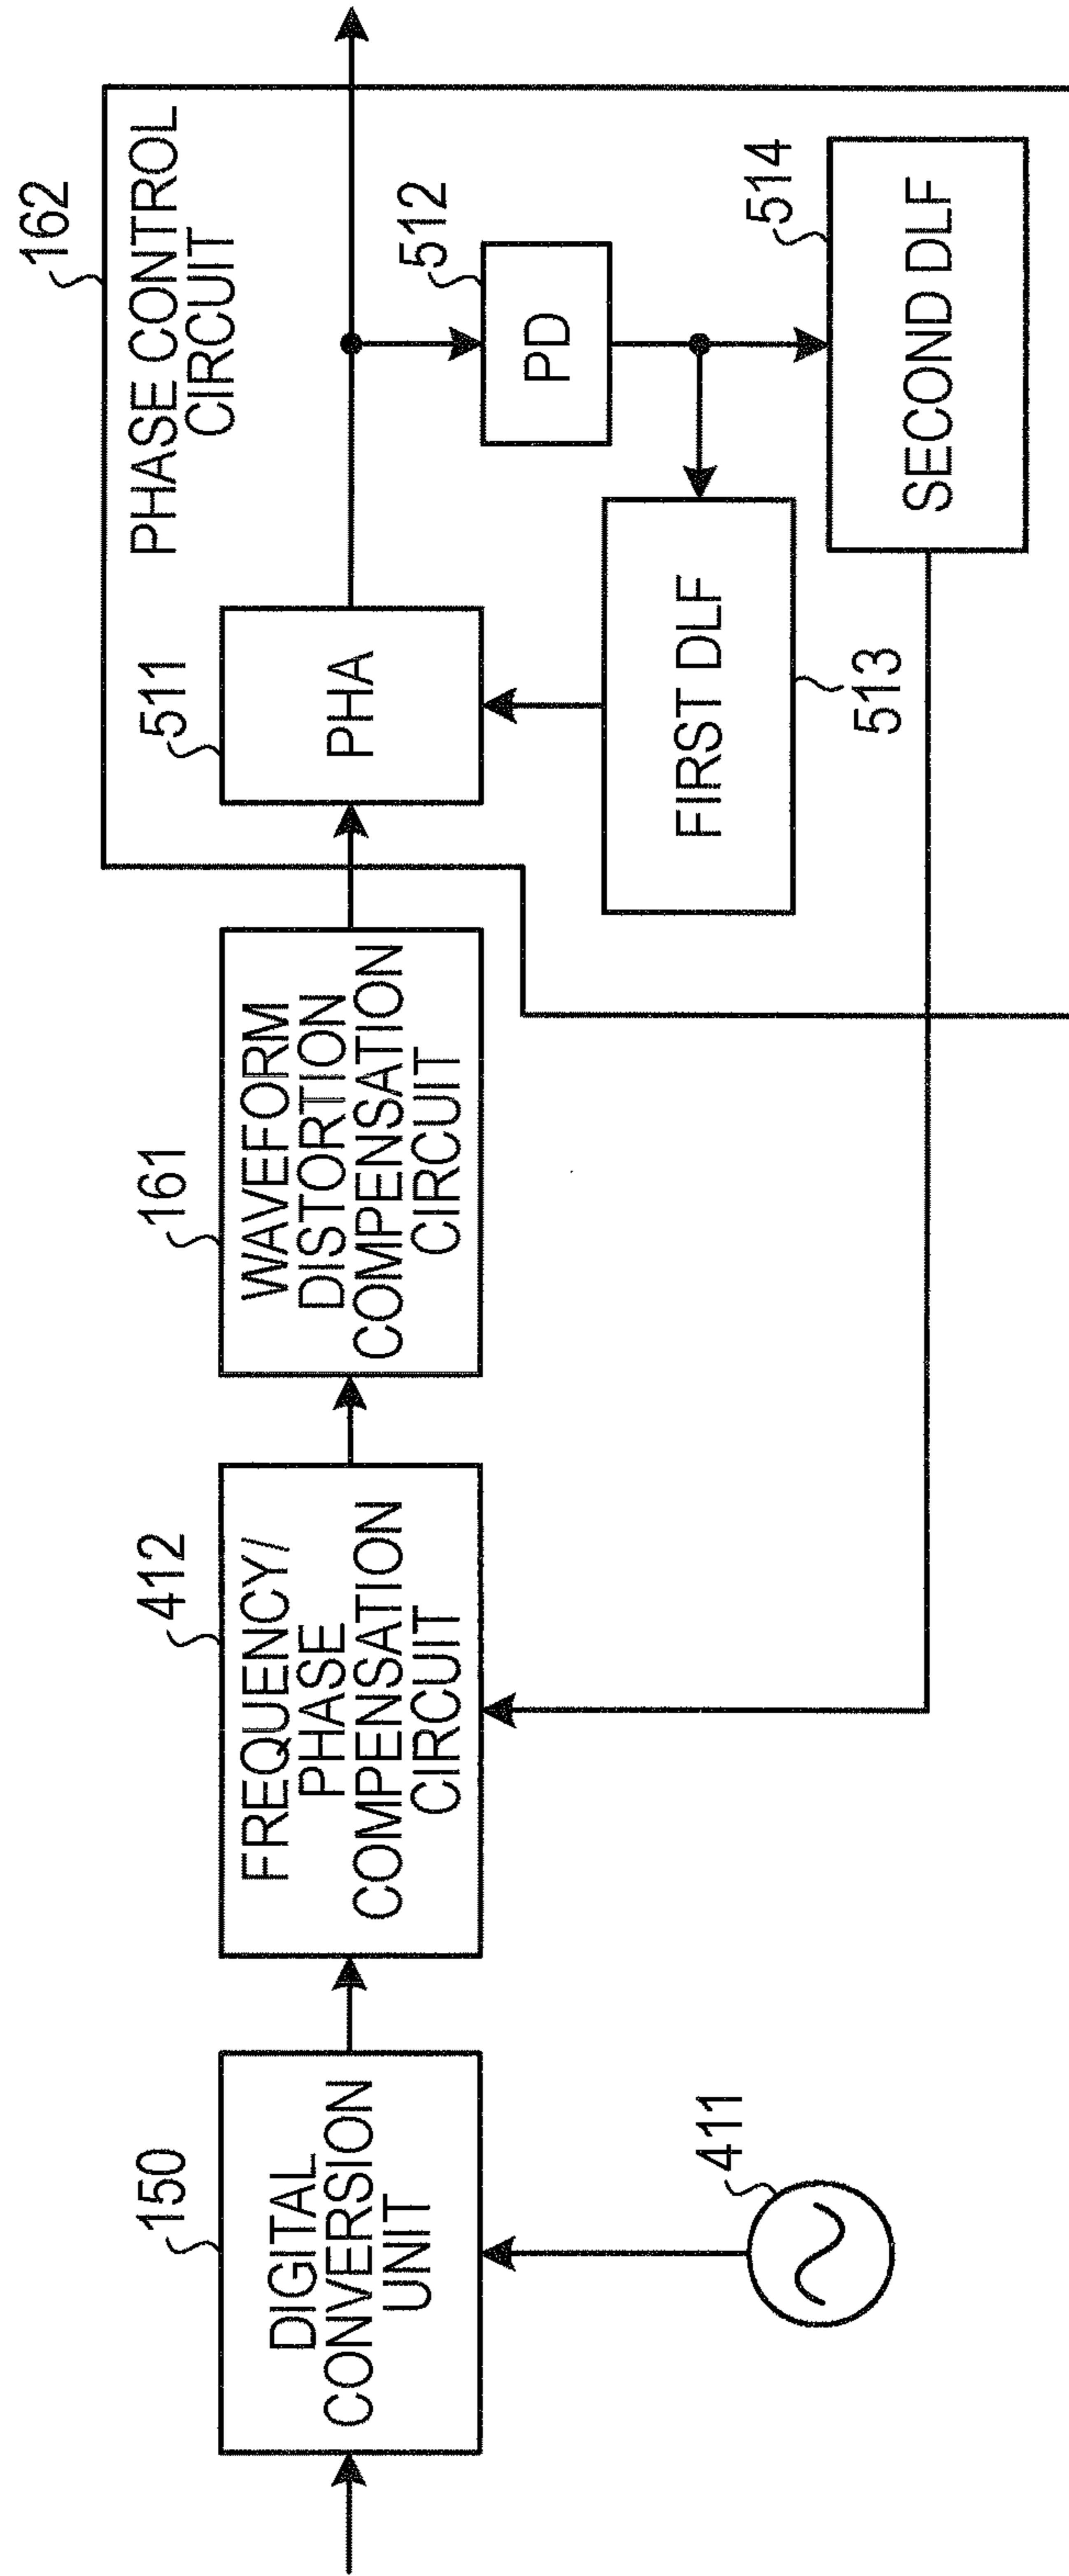 162
PHASE CONTROL
CIRCUIT
150
DIGITAL
CONVERSION
UNIT
412
FREQUENCY/
PHASE
COMPENSATION
CIRCUIT
161
WAVEFORM
DISTORTION
COMPENSATION
CIRCUIT
511
PHA
512
PD
411
513
FIRST DLF
514
SECOND DLF